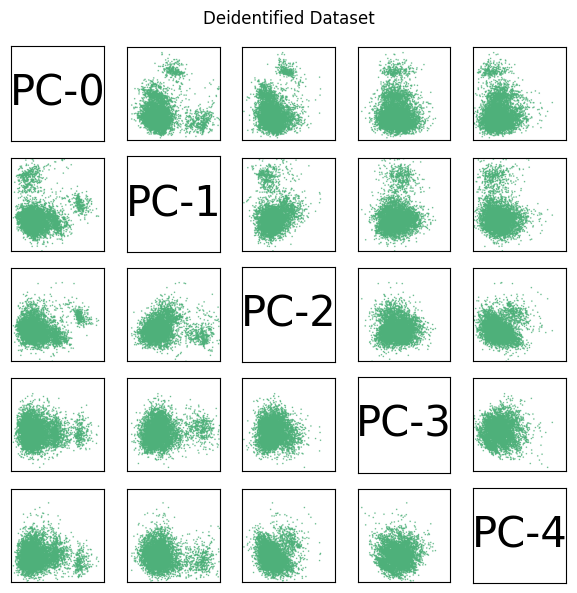 Deidentified Dataset
PC-0
PC-1
PC-2
PC-3
PC-4